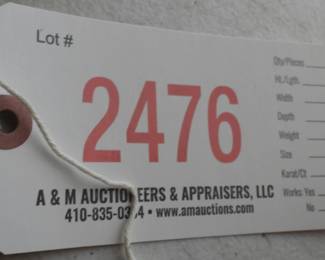 Lot #
2476
A & M AUCTIONEERS & APPRAISERS, LLC
www.amauctions.com
Qty/Pieces
Ht./Lgth.
Width
Depth
Weight
Size
Karat/Ct
Works: Yes
No